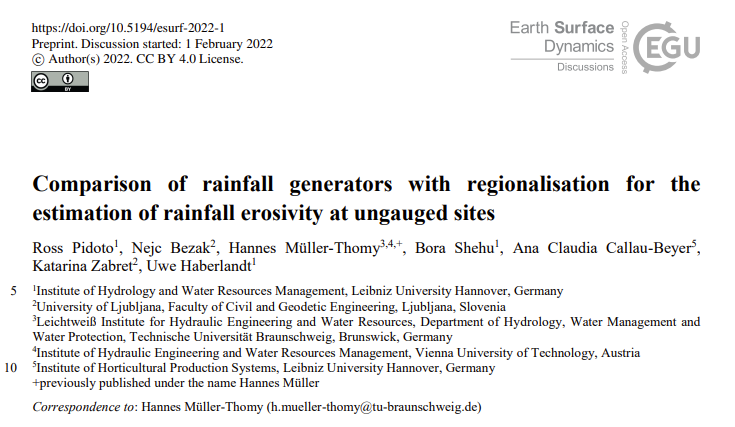 https://doi.org/10.5194/esurf-2022-1
Preprint. Discussion started: 1 February 2022
© Author(s) 2022. CC BY 4.0 License.
cc BY
Earth Surface
Dynamics
Discussions
Open Access
EGU
Comparison of rainfall generators with regionalisation for the
estimation of rainfall erosivity at ungauged sites
Ross Pidoto¹, Nejc Bezak², Hannes Müller-Thomy³,⁴,⁺, Bora Shehu¹, Ana Claudia Callau-Beyer⁵,
Katarina Zabret², Uwe Haberlandt¹
5 ¹Institute of Hydrology and Water Resources Management, Leibniz University Hannover, Germany
²University of Ljubljana, Faculty of Civil and Geodetic Engineering, Ljubljana, Slovenia
³Leichtweiß Institute for Hydraulic Engineering and Water Resources, Department of Hydrology, Water Management and
Water Protection, Technische Universität Braunschweig, Brunswick, Germany
⁴Institute of Hydraulic Engineering and Water Resources Management, Vienna University of Technology, Austria
10 ⁵Institute of Horticultural Production Systems, Leibniz University Hannover, Germany
+previously published under the name Hannes Müller
Correspondence to: Hannes Müller-Thomy (h.mueller-thomy@tu-braunschweig.de)